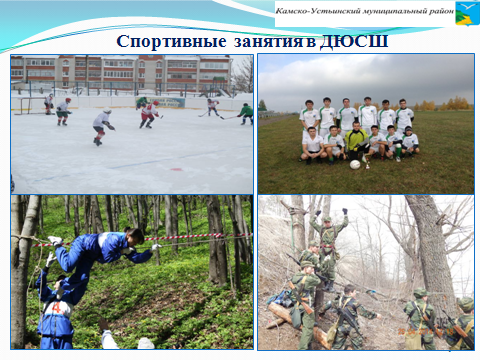 Камско-Устьинский муниципальный район
Спортивные занятия в ДЮСШ